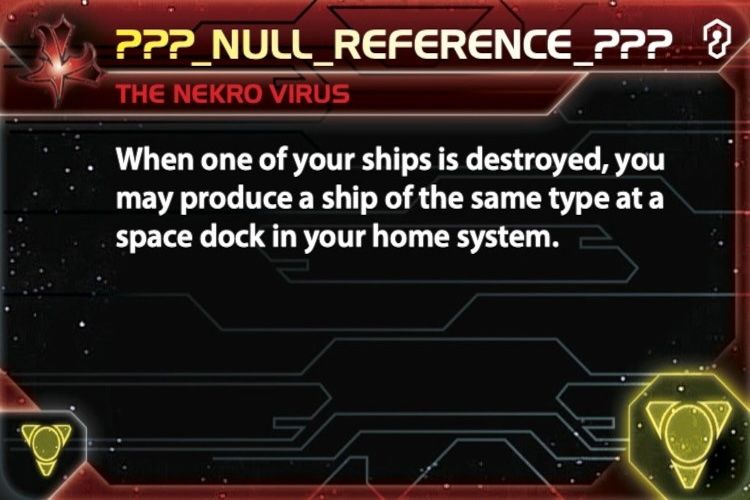 ???_NULL_REFERENCE_???
THE NEKRO VIRUS
When one of your ships is destroyed, you
may produce a ship of the same type at a
space dock in your home system.